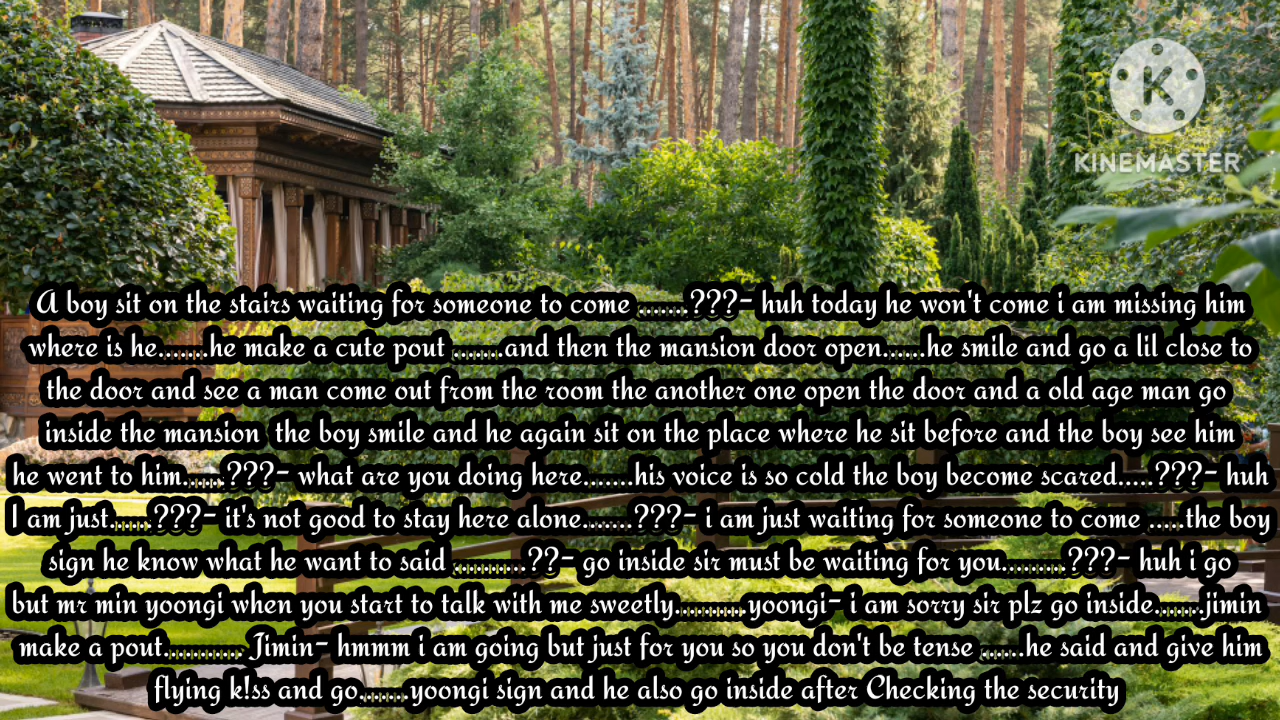 K
KINEMASTER
A boy sit on the stairs waiting for someone to come ........???- huh today he won't come i am missing him
where is he........he make a cute pout ........and then the mansion door open.......he smile and go a lil close to
the door and see a man come out from the room the another one open the door and a old age man go
inside the mansion the boy smile and he again sit on the place where he sit before and the boy see him
he went to him.......???- what are you doing here........his voice is so cold the boy become scared.....???- huh
I am just.......???- it's not good to stay here alone........???- i am just waiting for someone to come .....the boy
sign he know what he want to said ............??- go inside sir must be waiting for you...........???- huh i go
but mr min yoongi when you start to talk with me sweetly............yoongi- i am sorry sir plz go inside........jimin
make a pout............. Jimin- hmmm i am going but just for you so you don't be tense .......he said and give him
flying k!ss and go........yoongi sign and he also go inside after Checking the security